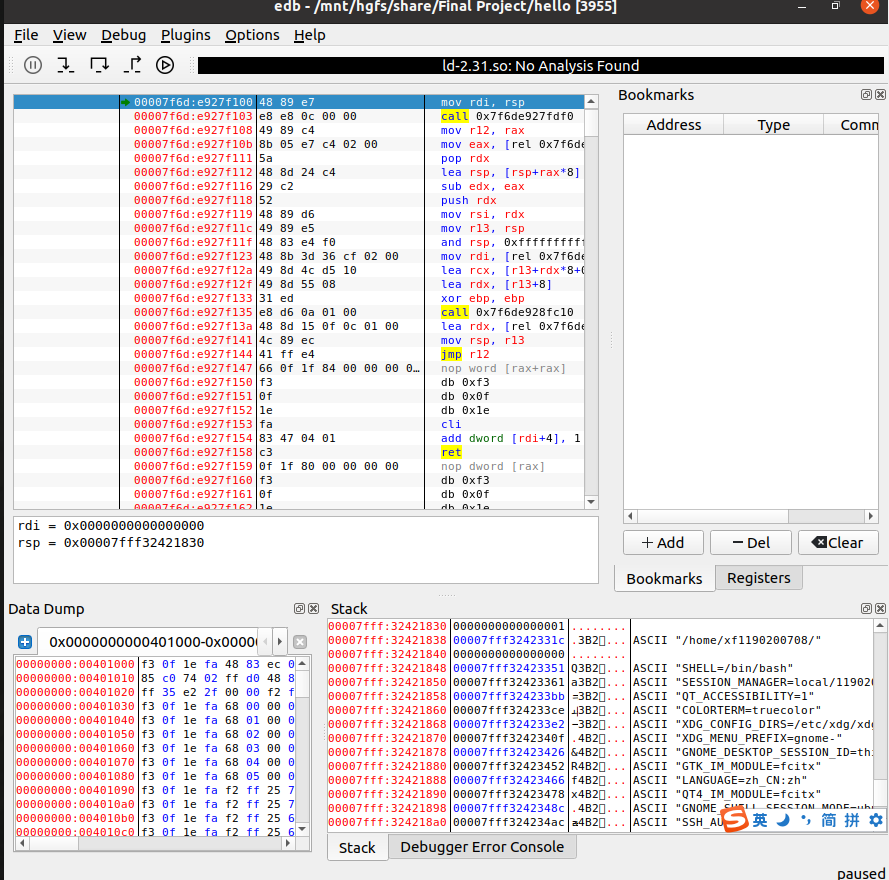 edb - /mnt/hgfs/share/Final Project/hello [3955]
File View Debug Plugins Options Help
ld-2.31.so: No Analysis Found
00007f6d:e927f100 48 89 e7 mov rdi, rsp
00007f6d:e927f103 e8 e8 0c 00 00 call 0x7f6de927fdf0
00007f6d:e927f108 49 89 c4 mov r12, rax
00007f6d:e927f10b 8b 05 e7 c4 02 00 mov eax, [rel 0x7f6de
00007f6d:e927f111 5a pop rdx
00007f6d:e927f112 48 8d 24 c4 lea rsp, [rsp+rax*8]
00007f6d:e927f116 29 c2 sub edx, eax
00007f6d:e927f118 52 push rdx
00007f6d:e927f119 48 89 d6 mov rsi, rdx
00007f6d:e927f11c 49 89 e5 mov r13, rsp
00007f6d:e927f11f 48 83 e4 f0 and rsp, 0xfffffffff
00007f6d:e927f123 48 8b 3d 36 cf 02 00 mov rdi, [rel 0x7f6de
00007f6d:e927f12a 49 8d 4c d5 10 lea rcx, [r13+rdx*8+
00007f6d:e927f12f 49 8d 55 08 lea rdx, [r13+8]
00007f6d:e927f133 31 ed xor ebp, ebp
00007f6d:e927f135 e8 d6 0a 01 00 call 0x7f6de928fc10
00007f6d:e927f13a 48 8d 15 0f 0c 01 00 lea rdx, [rel 0x7f6de
00007f6d:e927f141 4c 89 ec mov rsp, r13
00007f6d:e927f144 41 ff e4 jmp r12
00007f6d:e927f147 66 0f 1f 84 00 00 00 0… nop word [rax+rax]
00007f6d:e927f150 f3 db 0xf3
00007f6d:e927f151 0f db 0x0f
00007f6d:e927f152 1e db 0x1e
00007f6d:e927f153 fa cli
00007f6d:e927f154 83 47 04 01 add dword [rdi+4], 1
00007f6d:e927f158 c3 ret
00007f6d:e927f159 0f 1f 80 00 00 00 00 nop dword [rax]
00007f6d:e927f160 f3 db 0xf3
00007f6d:e927f161 0f db 0x0f
00007f6d:e927f162 1e db 0x1e
rdi = 0x0000000000000000
rsp = 0x00007fff32421830
Bookmarks
Address Type Comm
Add Del Clear
Bookmarks Registers
Data Dump
0x0000000000401000-0x0000
00000000:00401000 f3 0f 1e fa 48 83 ec 0
00000000:00401010 85 c0 74 02 ff d0 48 8
00000000:00401020 ff 35 e2 2f 00 00 f2 f
00000000:00401030 f3 0f 1e fa 68 00 00 0
00000000:00401040 f3 0f 1e fa 68 01 00 0
00000000:00401050 f3 0f 1e fa 68 02 00 0
00000000:00401060 f3 0f 1e fa 68 03 00 0
00000000:00401070 f3 0f 1e fa 68 04 00 0
00000000:00401080 f3 0f 1e fa 68 05 00 0
00000000:00401090 f3 0f 1e fa f2 ff 25 7
00000000:004010a0 f3 0f 1e fa f2 ff 25 7
00000000:004010b0 f3 0f 1e fa f2 ff 25 6
00000000:004010c0 f3 0f 1e fa f2 ff 25 6
Stack
00007fff:32421830 0000000000000001 ........
00007fff:32421838 00007fff3242331c .3B2... ASCII "/home/xf1190200708/"
00007fff:32421840 0000000000000000 ........
00007fff:32421848 00007fff32423351 Q3B2... ASCII "SHELL=/bin/bash"
00007fff:32421850 00007fff32423361 a3B2... ASCII "SESSION_MANAGER=local/119020
00007fff:32421858 00007fff324233bb 3B2... ASCII "QT_ACCESSIBILITY=1"
00007fff:32421860 00007fff324233ce 3B2... ASCII "COLORTERM=truecolor"
00007fff:32421868 00007fff324233e2 3B2... ASCII "XDG_CONFIG_DIRS=/etc/xdg/xdg
00007fff:32421870 00007fff3242340f .4B2... ASCII "XDG_MENU_PREFIX=gnome-"
00007fff:32421878 00007fff32423426 &4B2... ASCII "GNOME_DESKTOP_SESSION_ID=thi
00007fff:32421880 00007fff32423452 R4B2... ASCII "GTK_IM_MODULE=fcitx"
00007fff:32421888 00007fff32423466 f4B2... ASCII "LANGUAGE=zh_CN:zh"
00007fff:32421890 00007fff32423478 x4B2... ASCII "QT4_IM_MODULE=fcitx"
00007fff:32421898 00007fff3242348c .4B2... ASCII "GNOME_SHELL_SESSION_MODE=ub
00007fff:324218a0 00007fff324234ac 4B2... ASCII "SSH_AU
英 简 拼
Stack Debugger Error Console
paused